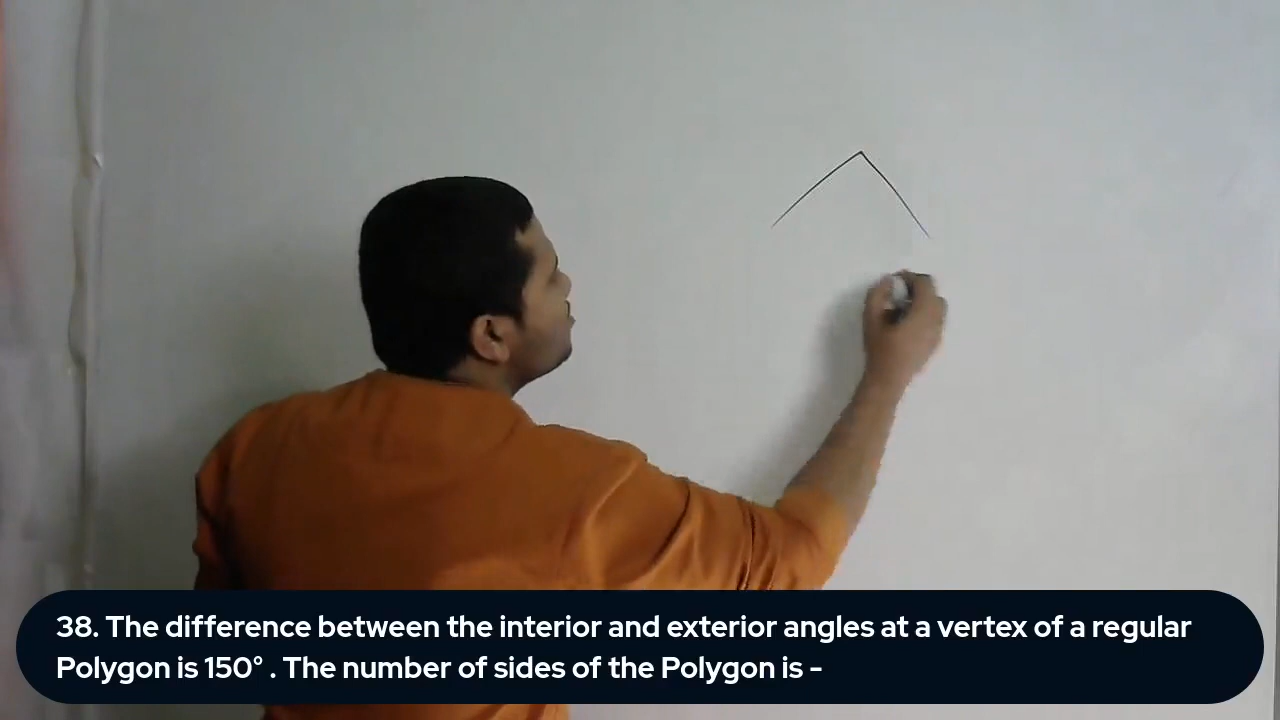 38. The difference between the interior and exterior angles at a vertex of a regular
Polygon is 150° . The number of sides of the Polygon is -